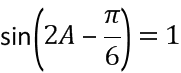 sin(2A − π/6) = 1